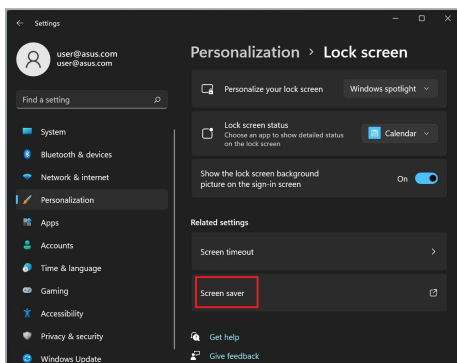 Settings
user@asus.com
user@asus.com
Find a setting
System
Bluetooth & devices
Network & internet
Personalization
Apps
Accounts
Time & language
Gaming
Accessibility
Privacy & security
Windows Update
Personalization > Lock screen
Personalize your lock screen
Windows spotlight
Lock screen status
Choose an app to show detailed status
on the lock screen
Calendar
Show the lock screen background
picture on the sign-in screen
On
Related settings
Screen timeout
Screen saver
Get help
Give feedback